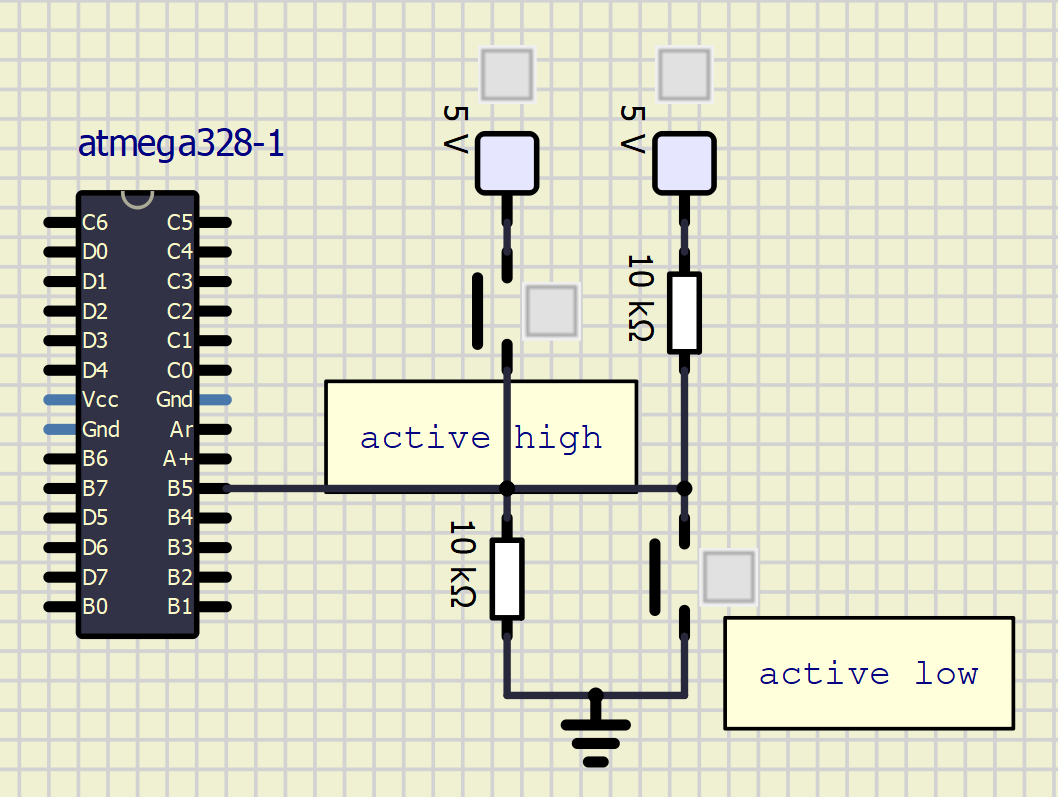 5 V
5 V
atmega328-1
C6 C5
D0 C4
D1 C3
D2 C2
D3 C1
D4 C0
Vcc Gnd
Gnd Ar
B6 A+
B7 B5
D5 B4
D6 B3
D7 B2
B0 B1
10 kΩ
active high
10 kΩ
active low